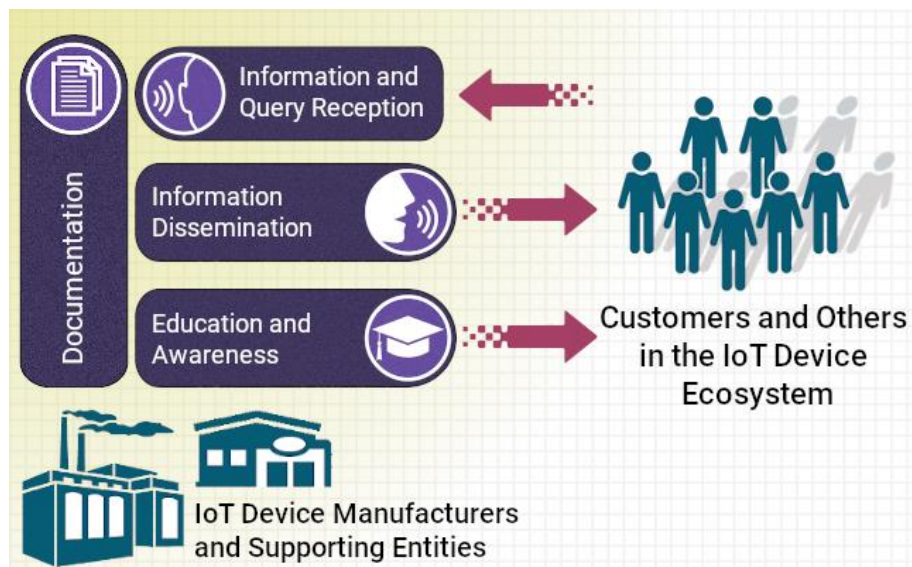 Documentation
Information and
Query Reception
Information
Dissemination
Education and
Awareness
Customers and Others
in the IoT Device
Ecosystem
IoT Device Manufacturers
and Supporting Entities